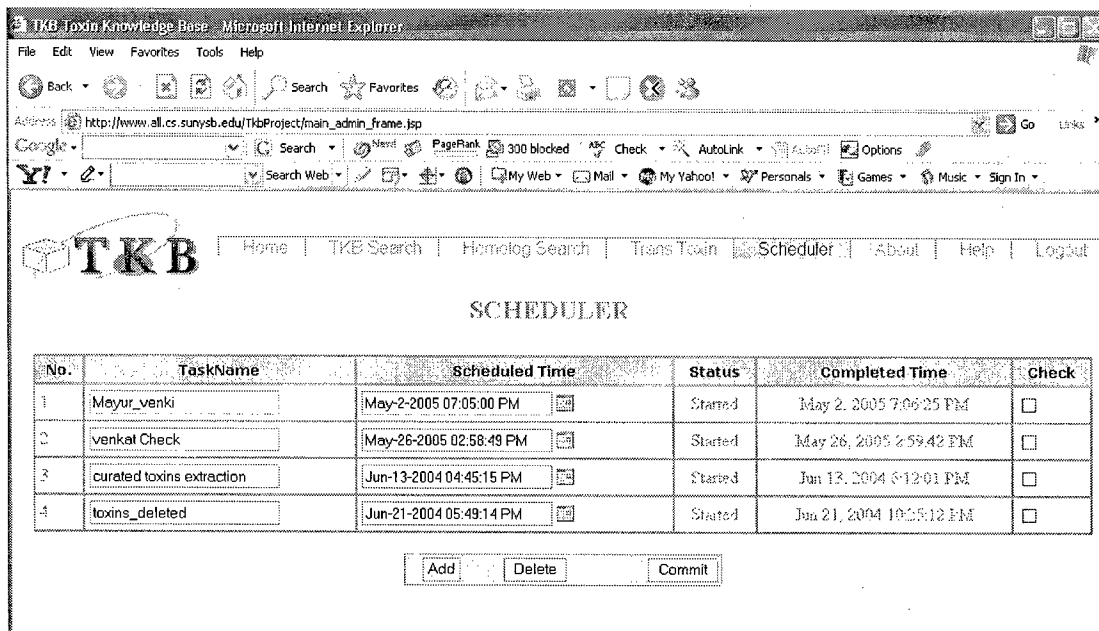 TKB Toxin Knowledge Base - Microsoft Internet Explorer
File Edit View Favorites Tools Help
Back Search Favorites
Address http://www.all.cs.sunysb.edu/TkbProject/main_admin_frame.jsp Go Links »
Google Search New! PageRank 300 blocked ABC Check AutoLink AutoFill Options
Y! Search Web My Web Mail My Yahoo! Personals Games Music Sign In
TKB Home | TKB Search | Homolog Search | Trans Toxin | Scheduler | About | Help | Logout
SCHEDULER
No. TaskName Scheduled Time Status Completed Time Check
1 Mayur_venki May-2-2005 07:05:00 PM Started May 2, 2005 7:06:25 PM
2 venkat Check May-26-2005 02:58:49 PM Started May 26, 2005 2:59:42 PM
3 curated toxins extraction Jun-13-2004 04:45:15 PM Started Jun 13, 2004 6:12:01 PM
4 toxins_deleted Jun-21-2004 05:49:14 PM Started Jun 21, 2004 10:25:12 PM
Add Delete Commit